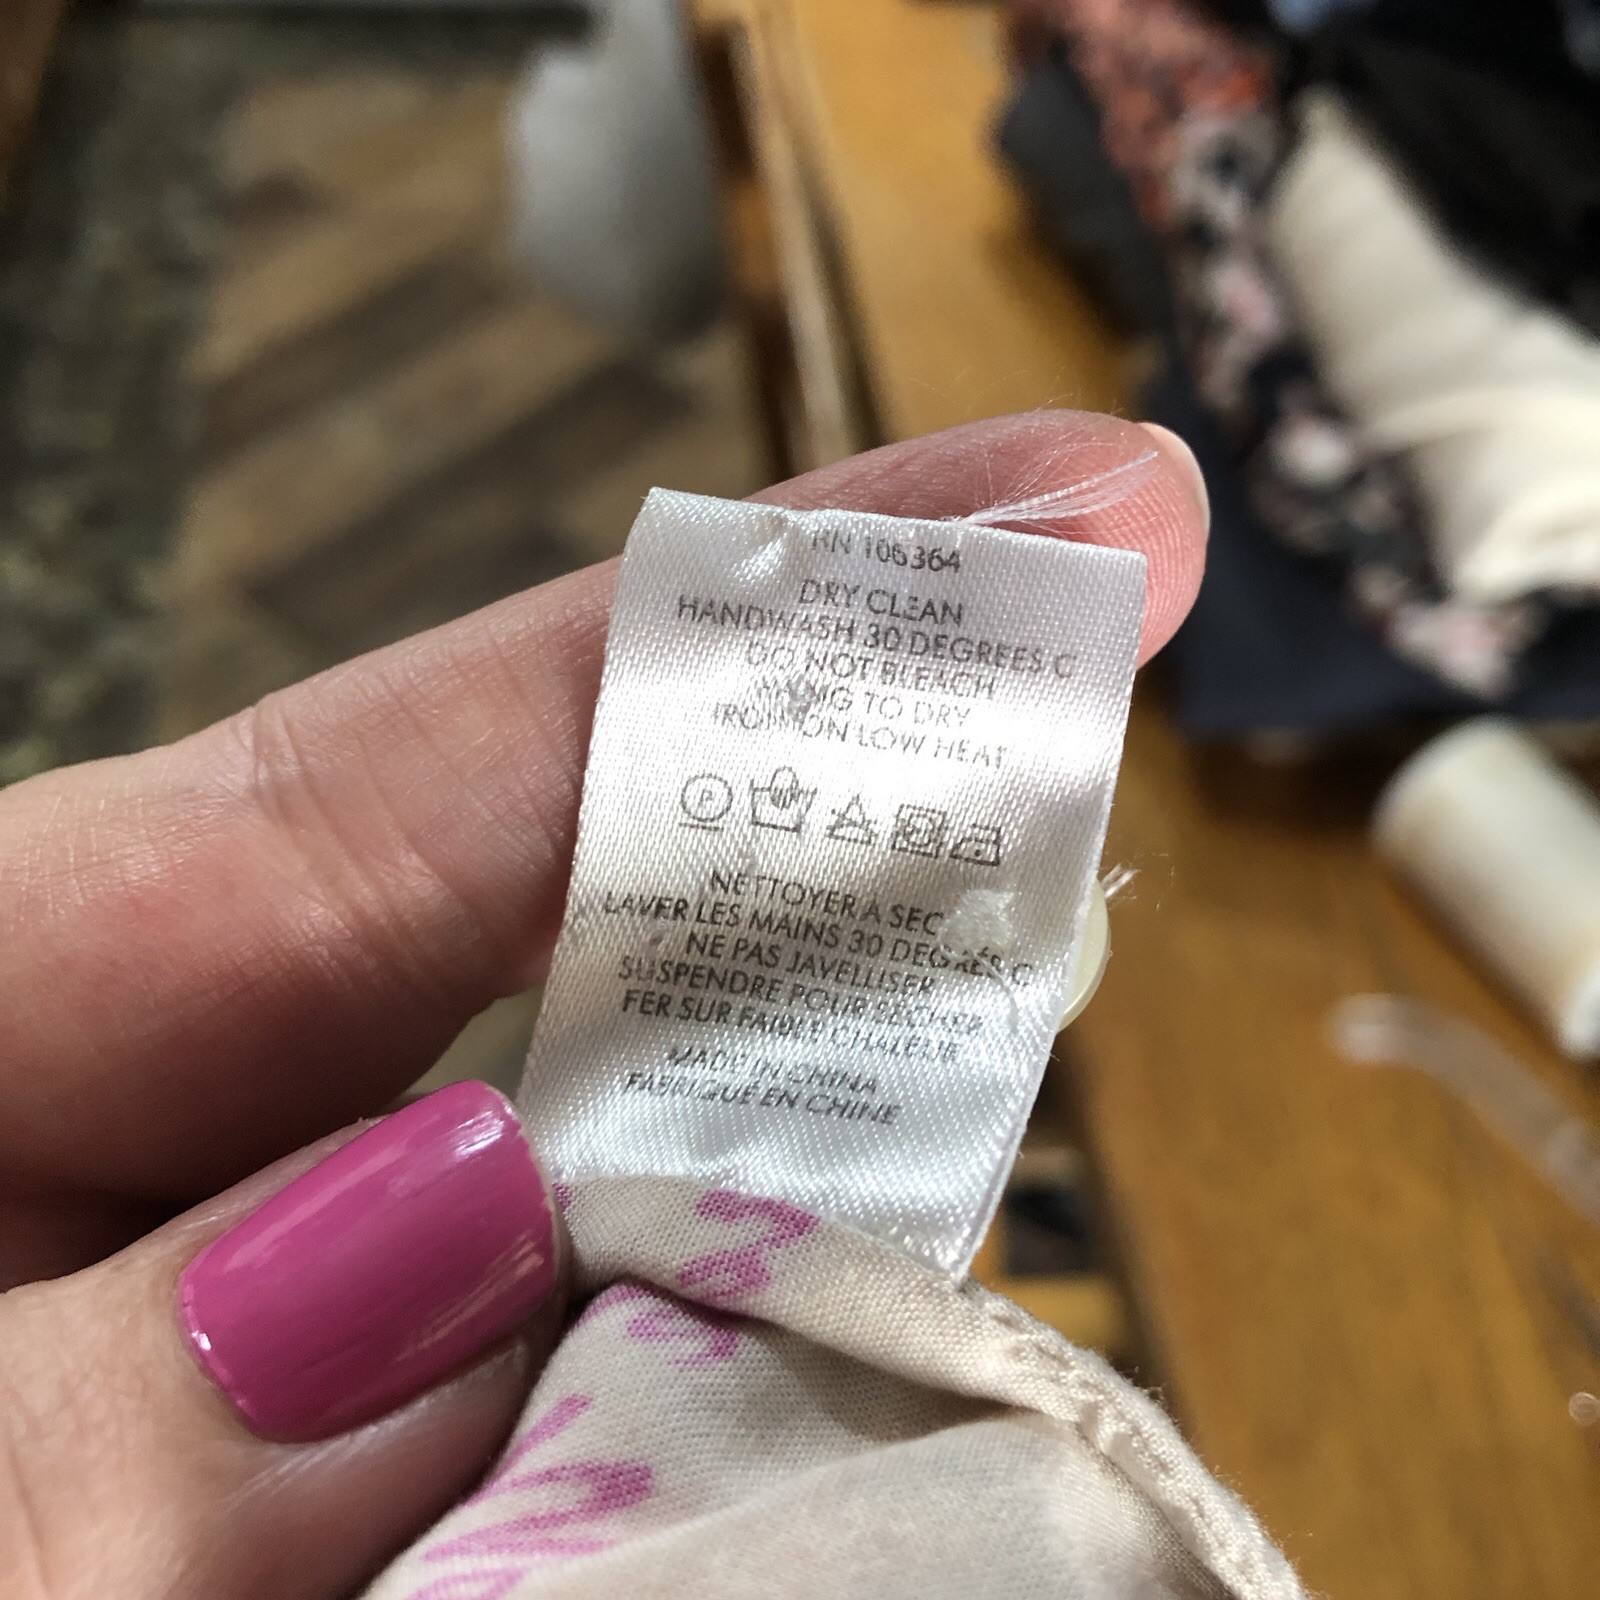 RN 106364
DRY CLEAN
HANDWASH 30 DEGREES C
DO NOT BLEACH
HANG TO DRY
IRON ON LOW HEAT
P
NETTOYER A SEC
LAVER LES MAINS 30 DEGRÉS C
NE PAS JAVELLISER
SUSPENDRE POUR SÉCHER
FER SUR FAIBLE CHALEUR
MADE IN CHINA
FABRIGUÉ EN CHINE